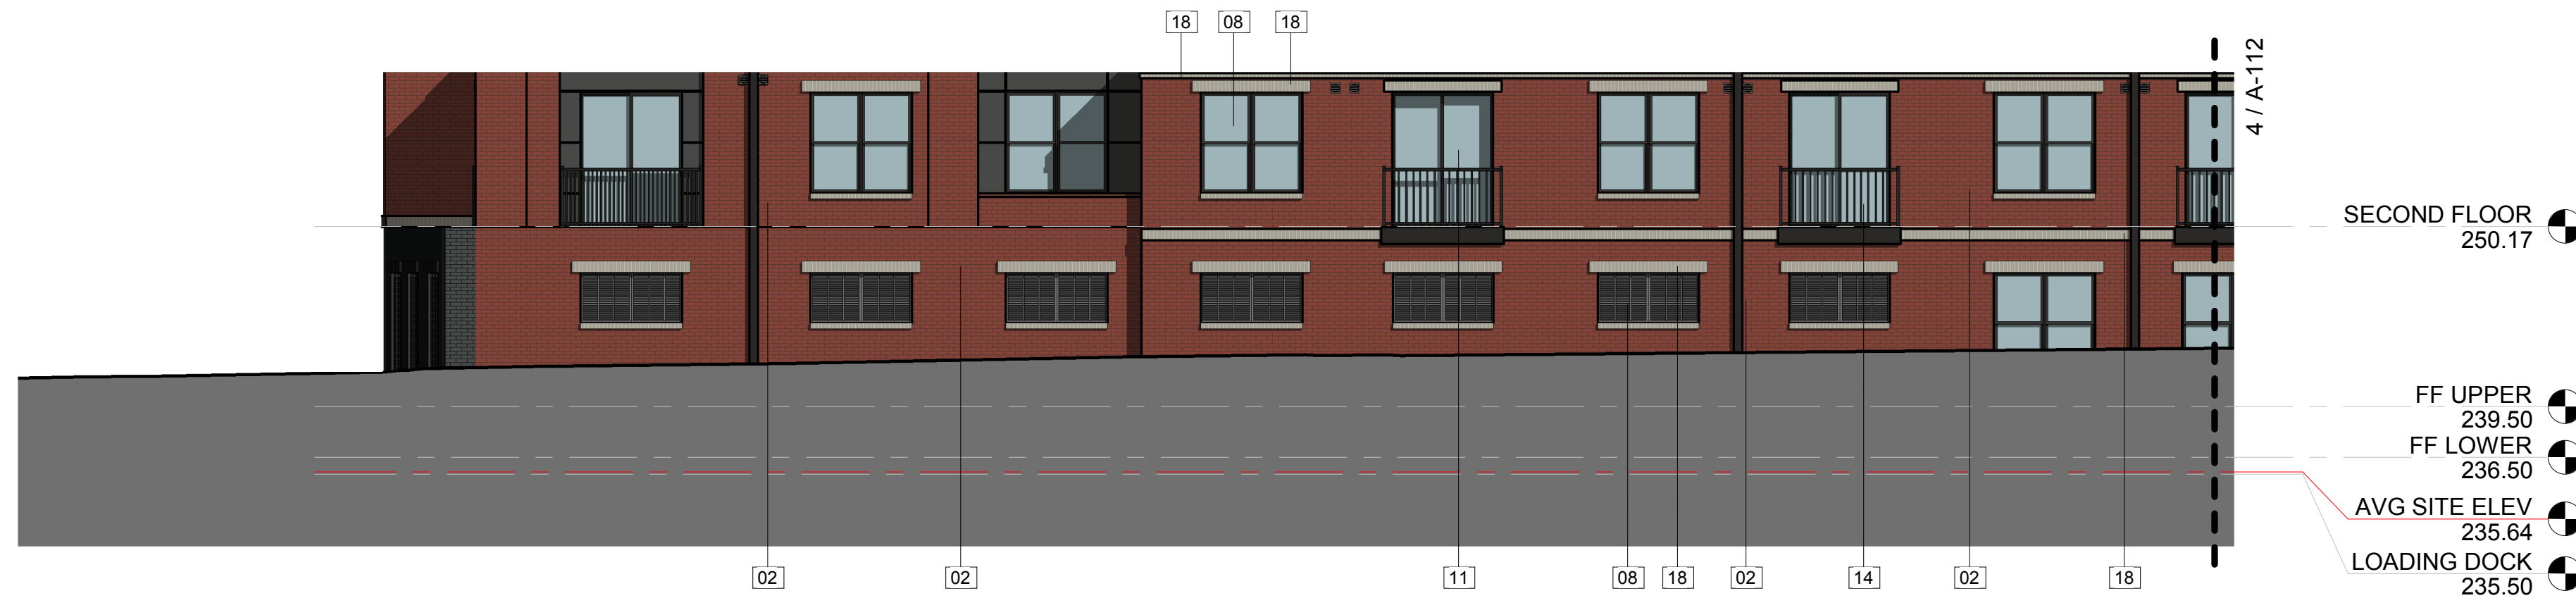 18 08 18
4 / A-112
SECOND FLOOR
250.17
FF UPPER
239.50
FF LOWER
236.50
AVG SITE ELEV
235.64
LOADING DOCK
235.50
02 02 11 08 18 02 14 02 18